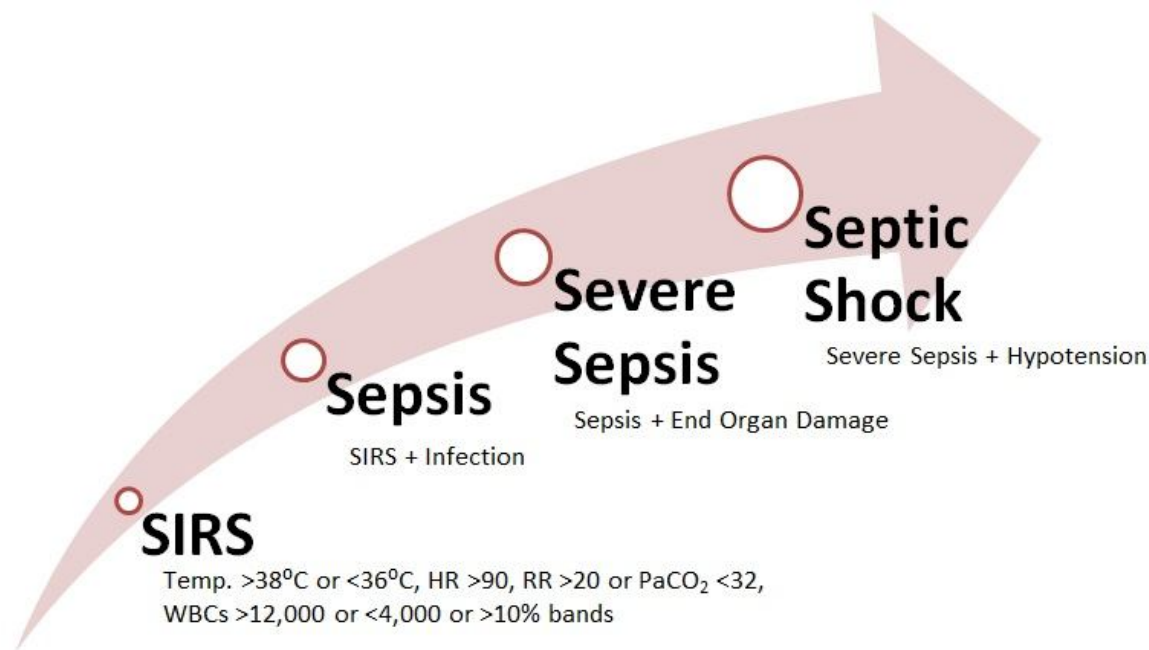 SIRS
Temp. >38⁰C or <36⁰C, HR >90, RR >20 or PaCO₂ <32,
WBCs >12,000 or <4,000 or >10% bands
Sepsis
SIRS + Infection
Severe
Sepsis
Sepsis + End Organ Damage
Septic
Shock
Severe Sepsis + Hypotension